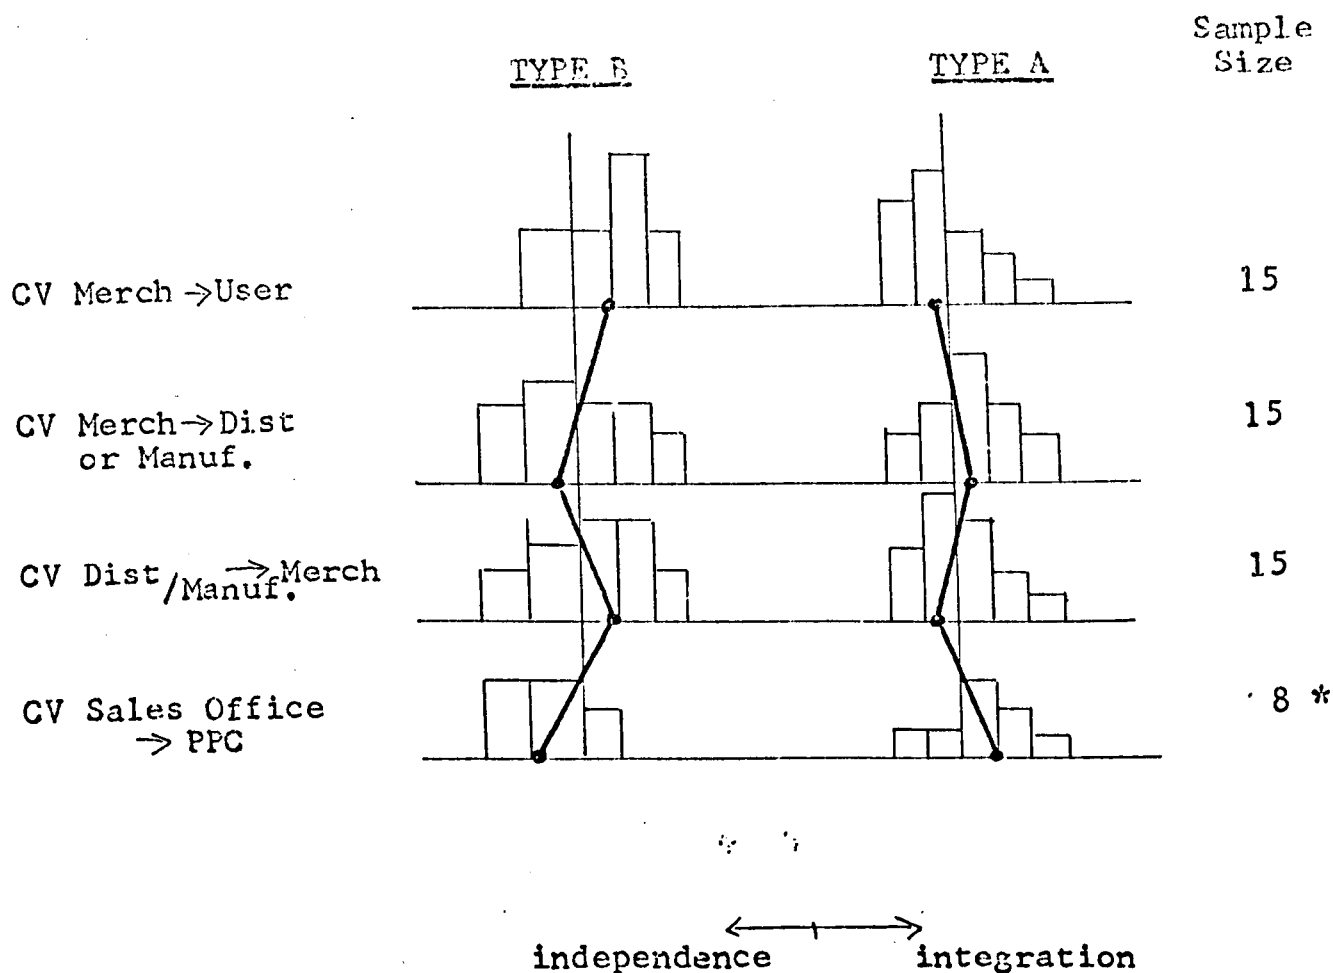 Sample
Size
TYPE B
TYPE A
CV Merch →User
15
CV Merch→Dist
or Manuf.
15
CV Dist/Manuf.→Merch
15
CV Sales Office
→ PPC
8 *
independence
integration